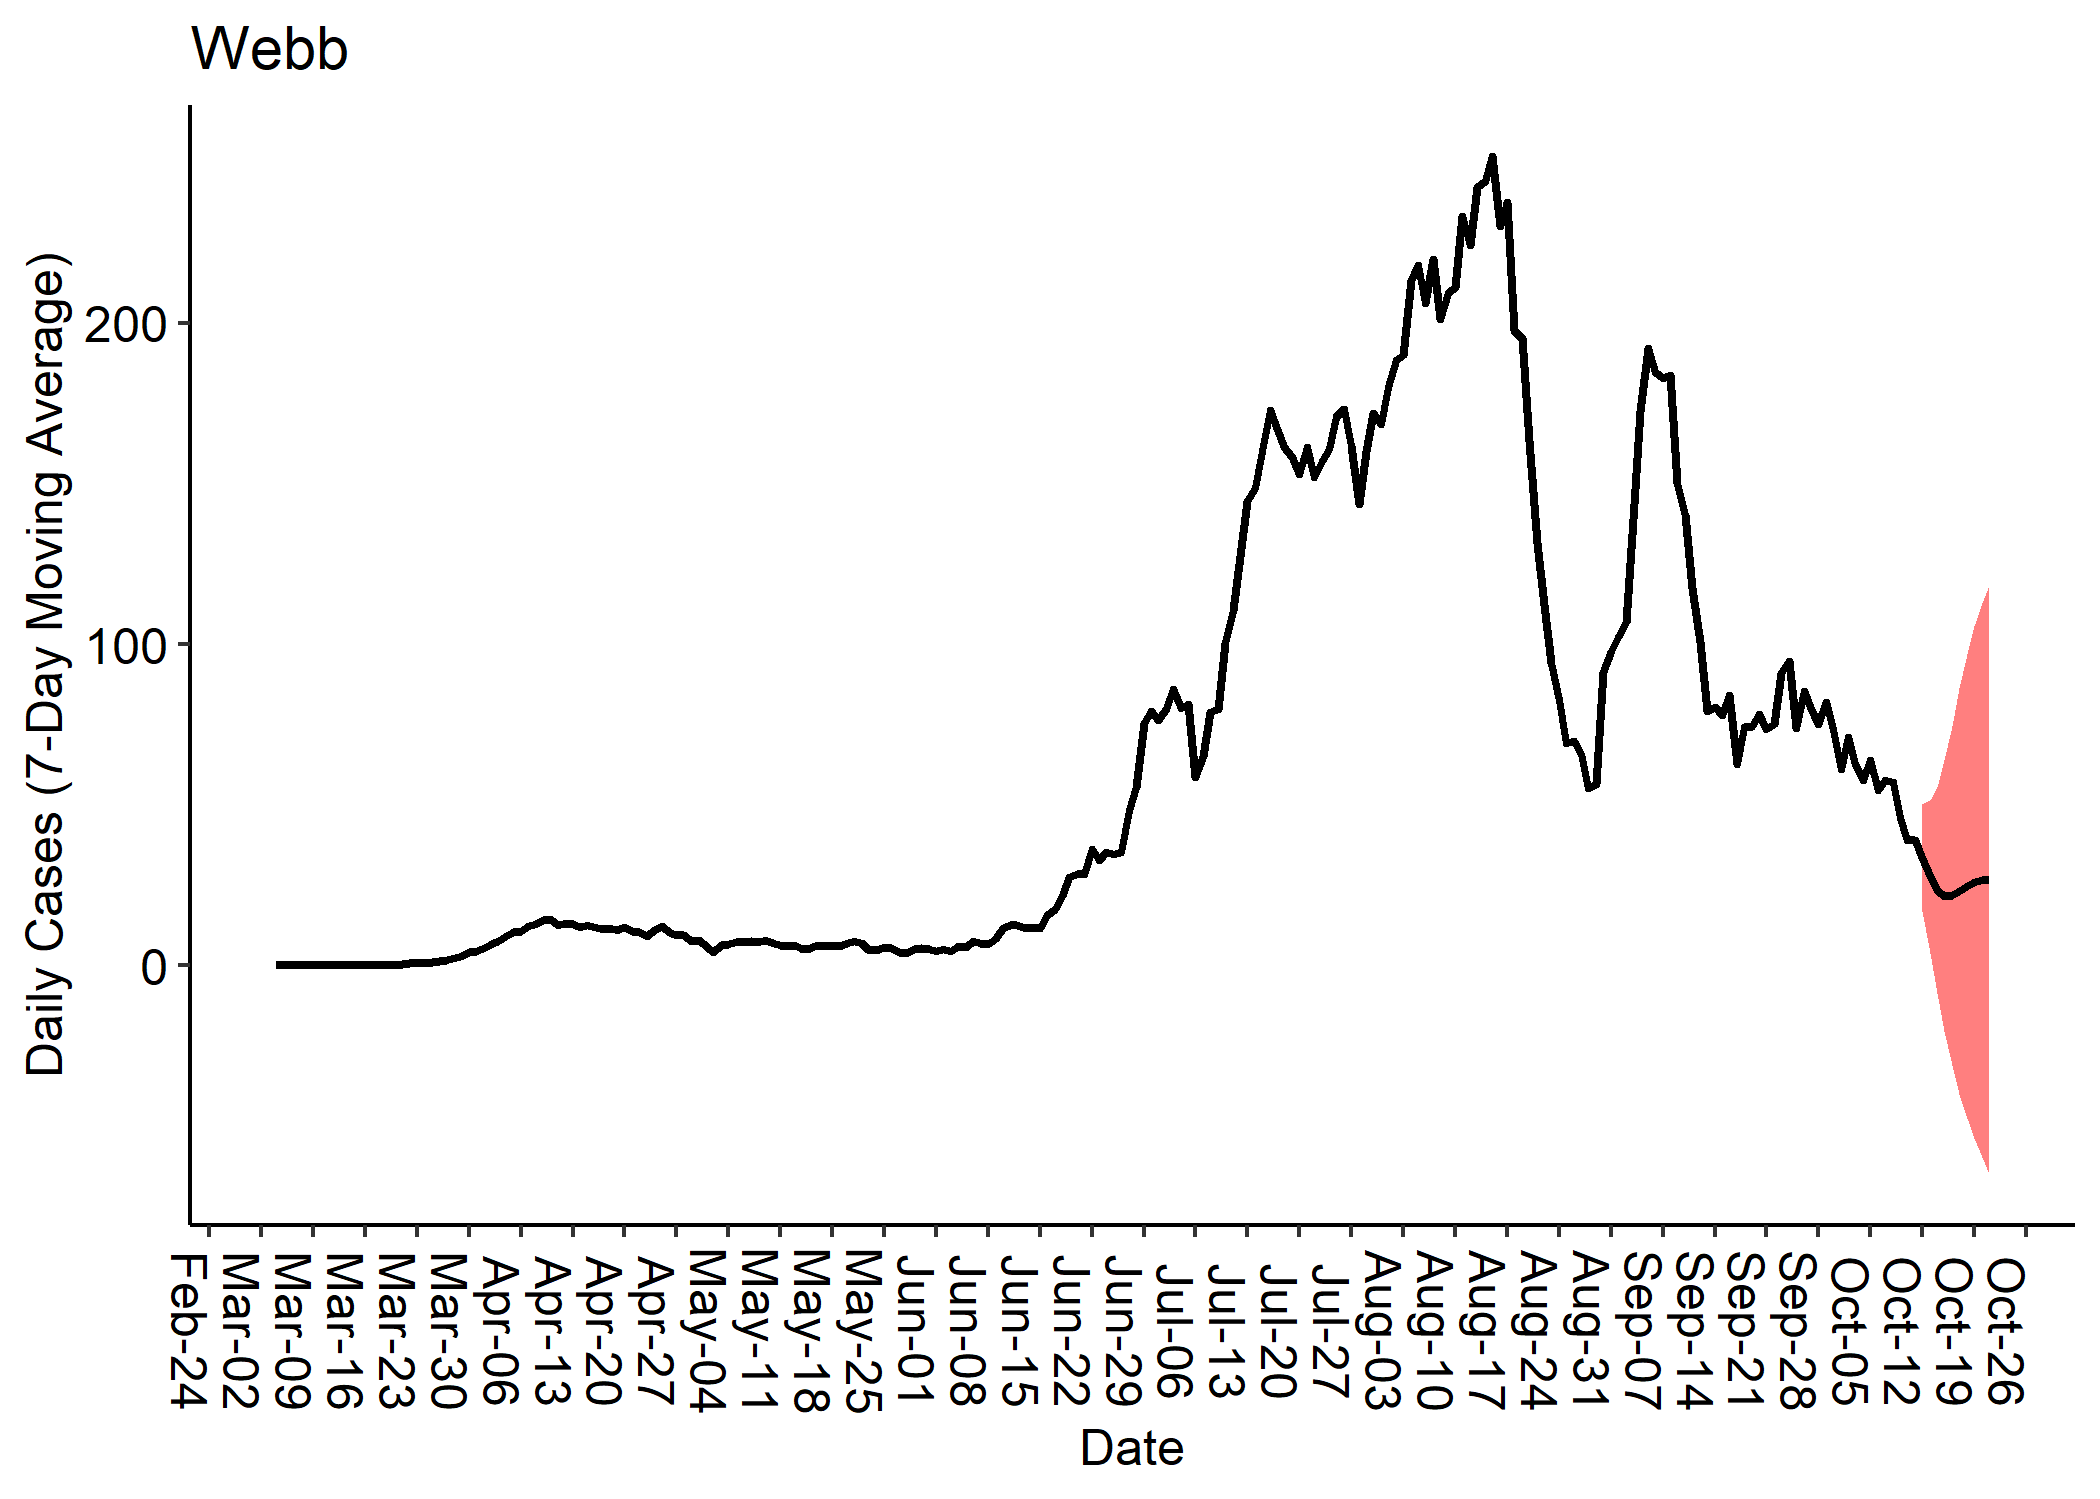 Webb
Daily Cases (7-Day Moving Average)
200
100
0
Feb-24
Mar-02
Mar-09
Mar-16
Mar-23
Mar-30
Apr-06
Apr-13
Apr-20
Apr-27
May-04
May-11
May-18
May-25
Jun-01
Jun-08
Jun-15
Jun-22
Jun-29
Jul-06
Jul-13
Jul-20
Jul-27
Aug-03
Aug-10
Aug-17
Aug-24
Aug-31
Sep-07
Sep-14
Sep-21
Sep-28
Oct-05
Oct-12
Oct-19
Oct-26
Date